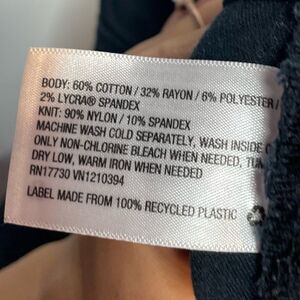 BODY: 60% COTTON / 32% RAYON / 6% POLYESTER /
2% LYCRA® SPANDEX
KNIT: 90% NYLON / 10% SPANDEX
MACHINE WASH COLD SEPARATELY, WASH INSIDE
ONLY NON-CHLORINE BLEACH WHEN NEEDED,
DRY LOW, WARM IRON WHEN NEEDED
RN17730 VN1210394
LABEL MADE FROM 100% RECYCLED PLASTIC